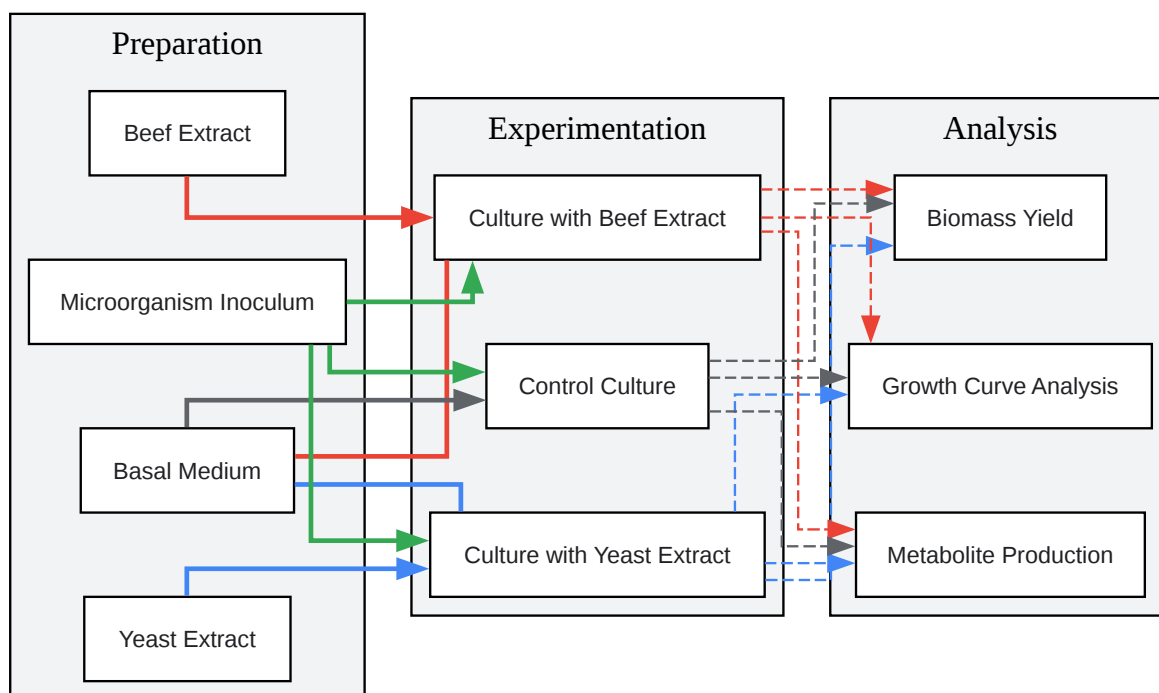 Preparation
Beef Extract
Microorganism Inoculum
Basal Medium
Yeast Extract
Experimentation
Culture with Beef Extract
Control Culture
Culture with Yeast Extract
Analysis
Biomass Yield
Growth Curve Analysis
Metabolite Production